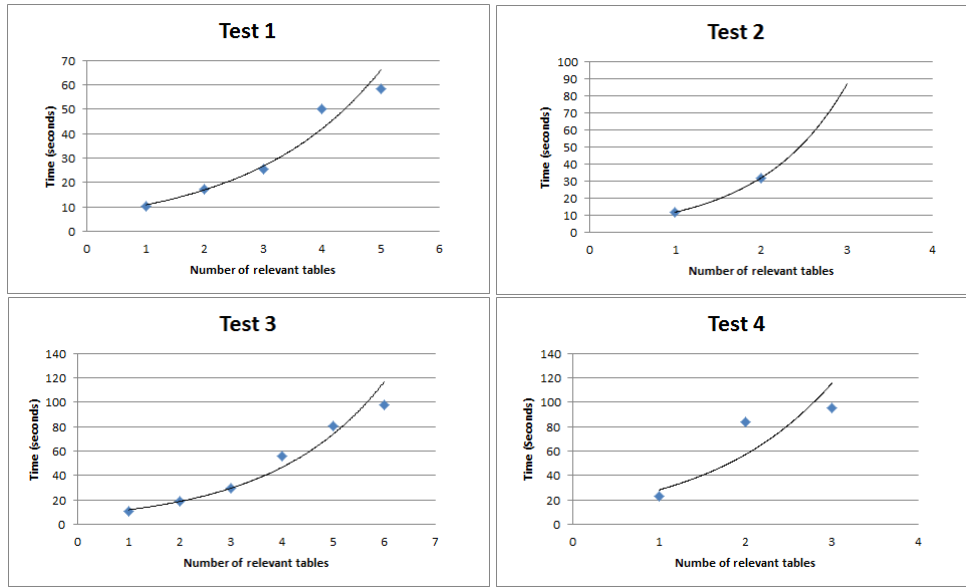 Test 1
70
60
50
40
30
20
10
0
0 1 2 3 4 5 6
Time (seconds)
Number of relevant tables
Test 2
100
90
80
70
60
50
40
30
20
10
0
0 1 2 3 4
Time (seconds)
Number of relevant tables
Test 3
140
120
100
80
60
40
20
0
0 1 2 3 4 5 6 7
Time (seconds)
Number of relevant tables
Test 4
140
120
100
80
60
40
20
0
0 1 2 3 4
Time (Seconds)
Numbe of relevant tables